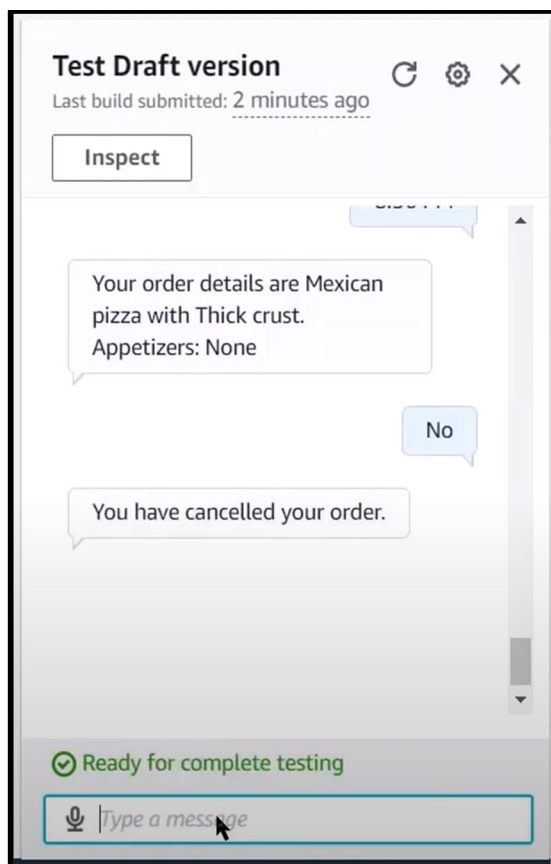 Test Draft version
Last build submitted: 2 minutes ago
Inspect
Your order details are Mexican
pizza with Thick crust.
Appetizers: None
No
You have cancelled your order.
Ready for complete testing
Type a message